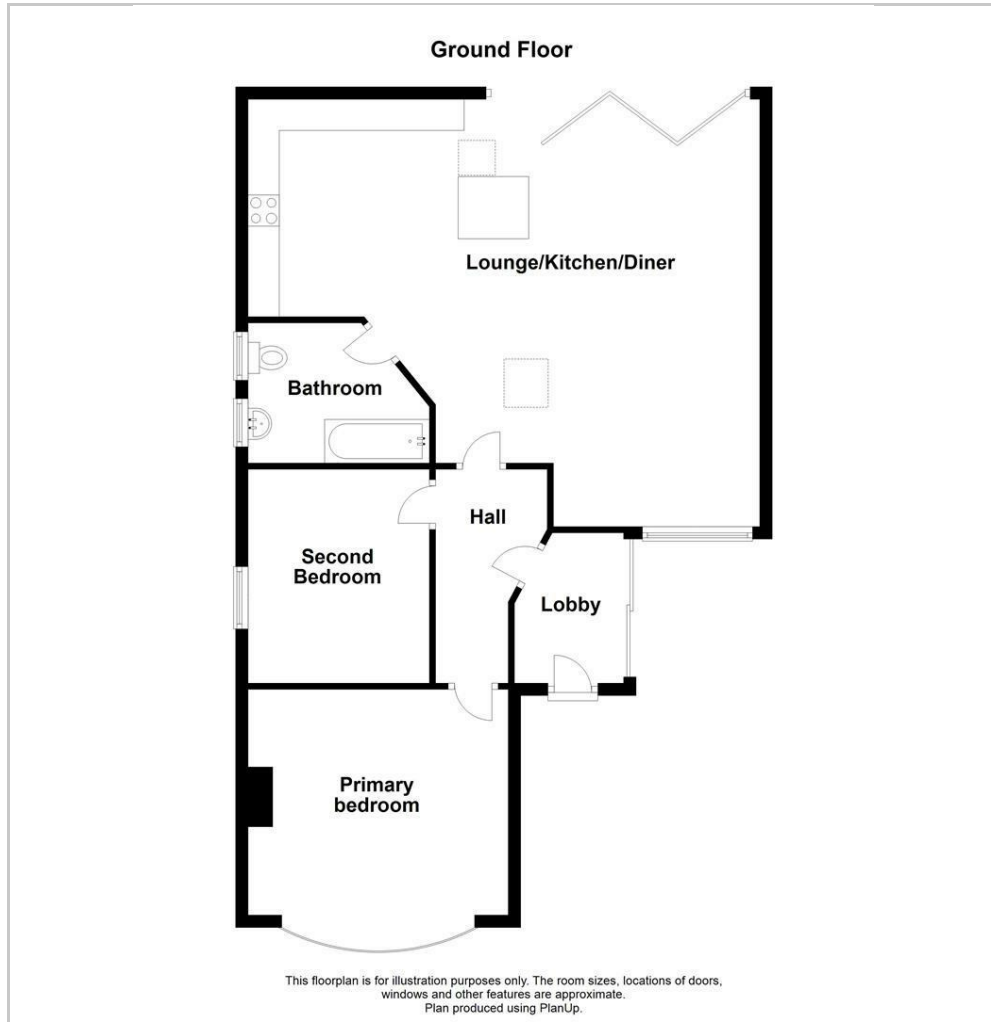 Ground Floor
Lounge/Kitchen/Diner
Bathroom
Hall
Second
Bedroom
Lobby
Primary
bedroom
This floorplan is for illustration purposes only. The room sizes, locations of doors,
windows and other features are approximate.
Plan produced using PlanUp.